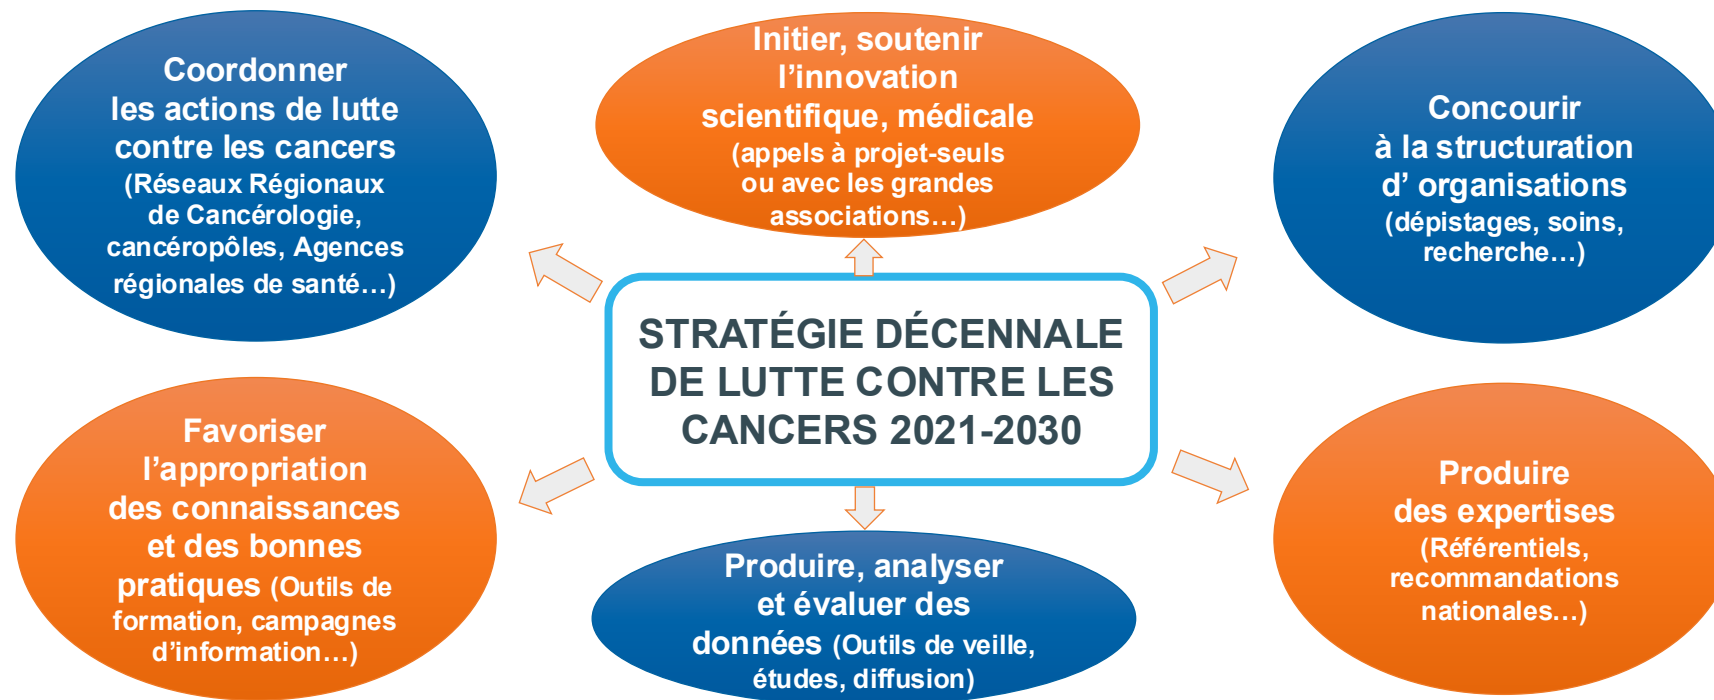 Coordonner
les actions de lutte
contre les cancers
(Réseaux Régionaux
de Cancérologie,
cancéropôles, Agences
régionales de santé…)
Initier, soutenir
l’innovation
scientifique, médicale
(appels à projet-seuls
ou avec les grandes
associations…)
Concourir
à la structuration
d’ organisations
(dépistages, soins,
recherche…)
STRATÉGIE DÉCENNALE
DE LUTTE CONTRE LES
CANCERS 2021-2030
Favoriser
l’appropriation
des connaissances
et des bonnes
pratiques (Outils de
formation, campagnes
d’information…)
Produire, analyser
et évaluer des
données (Outils de veille,
études, diffusion)
Produire
des expertises
(Référentiels,
recommandations
nationales…)